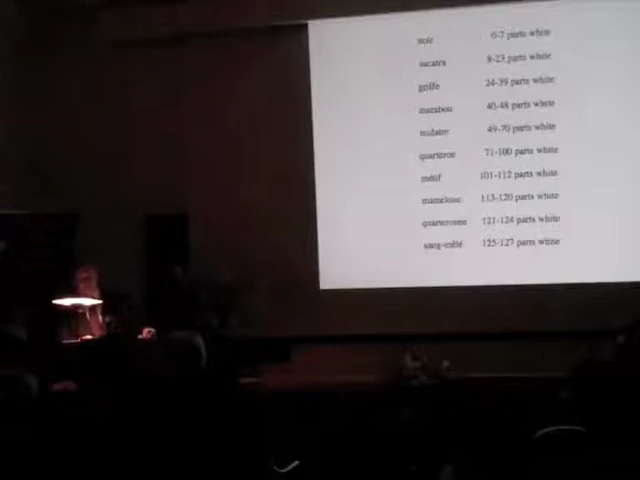 noir 0-7 parts white
sacatra 8-23 parts white
griffe 24-39 parts white
marabou 40-48 parts white
mulatre 49-70 parts white
quarteron 71-100 parts white
métif 101-112 parts white
mamelouc 113-120 parts white
quarteronne 121-124 parts white
sang-mêlé 125-127 parts white